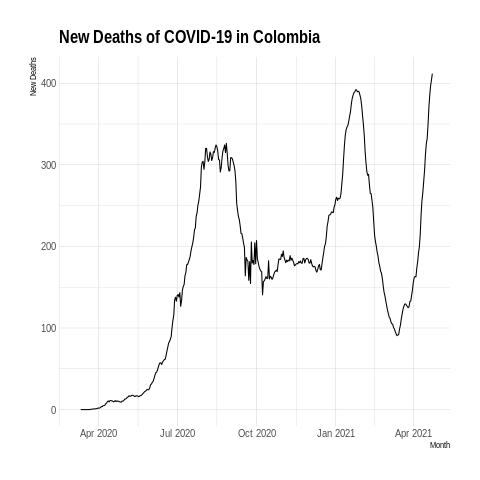 New Deaths of COVID-19 in Colombia
New Deaths
400
300
200
100
0
Apr 2020 Jul 2020 Oct 2020 Jan 2021 Apr 2021
Month